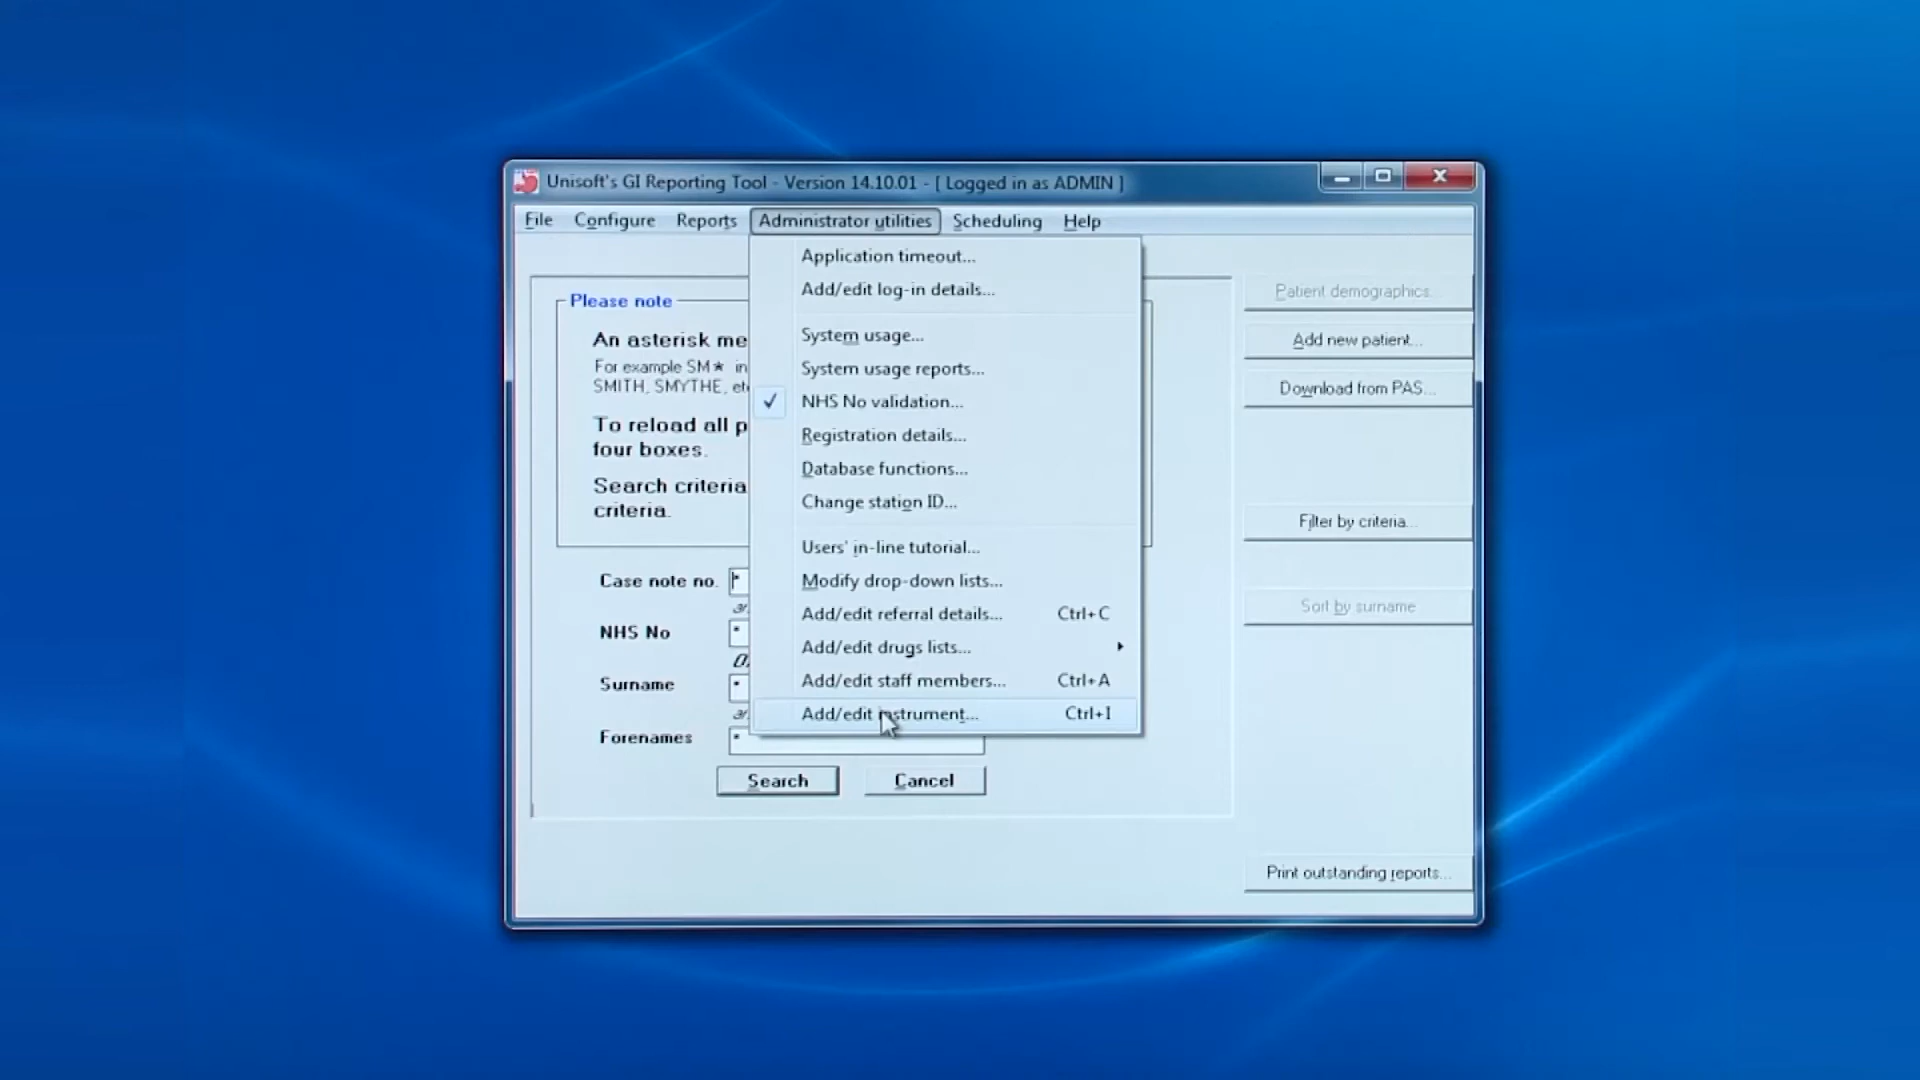 Unisoft's GI Reporting Tool - Version 14.10.01 - [ Logged in as ADMIN ]
File Configure Reports Administrator utilities Scheduling Help
Application timeout...
Add/edit log-in details...
System usage...
System usage reports...
✓ NHS No validation...
Registration details...
Database functions...
Change station ID...
Users' in-line tutorial...
Modify drop-down lists...
Add/edit referral details... Ctrl+C
Add/edit drugs lists...
Add/edit staff members... Ctrl+A
Add/edit instrument... Ctrl+I
Please note
An asterisk me
For example SM* in
SMITH, SMYTHE, etc
To reload all p
four boxes.
Search criteria
criteria.
Case note no. *
NHS No *
Surname *
Forenames *
Search Cancel
Patient demographics...
Add new patient...
Download from PAS...
Filter by criteria...
Sort by surname
Print outstanding reports...